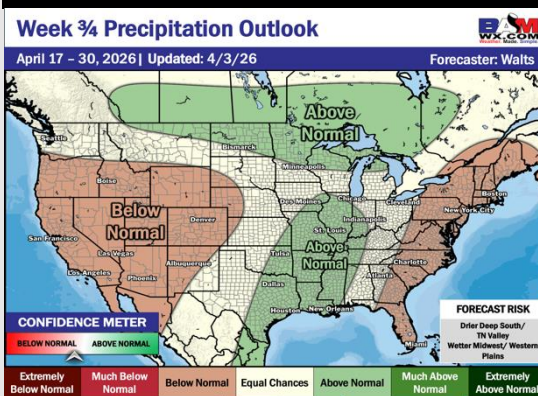 Week ¾ Precipitation Outlook
BAM
WX.COM
Weather Made Simple
April 17 – 30, 2026 | Updated: 4/3/26
Forecaster: Walts
Above
Normal
Seattle
Bismarck
Minneapolis
Boise
Boston
Below
Normal
Des Moines
Chicago
Cleveland
New York City
Denver
Indianapolis
San Francisco
St. Louis
Las Vegas
Above
Normal
Tulsa
Charlotte
Los Angeles
Albuquerque
Phoenix
Atlanta
Dallas
Houston
New Orleans
Miami
CONFIDENCE METER
BELOW NORMAL
ABOVE NORMAL
FORECAST RISK
Drier Deep South/
TN Valley
Wetter Midwest/ Western
Plains
Extremely
Below Normal
Much Below
Normal
Below Normal
Equal Chances
Above Normal
Much Above
Normal
Extremely
Above Normal